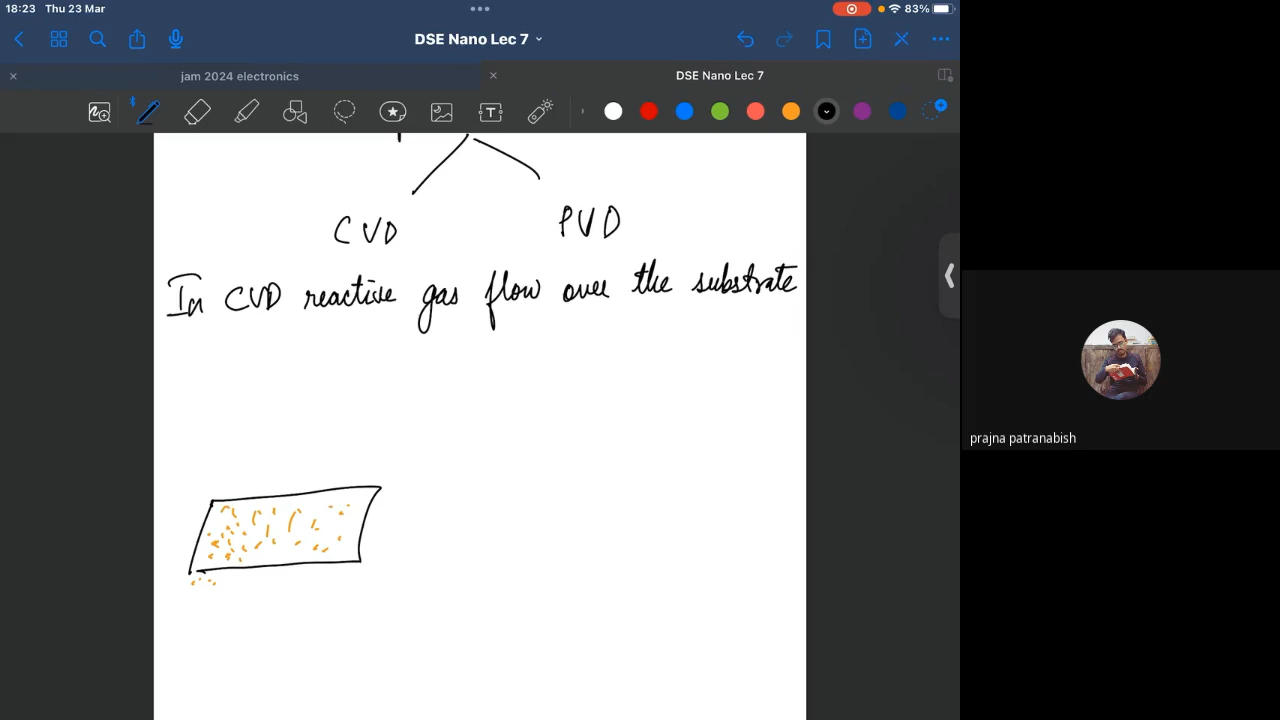 18:23 Thu 23 Mar
83%
DSE Nano Lec 7
jam 2024 electronics
DSE Nano Lec 7
CVD PVD
In CVD reactive gas flow over the substrate
prajna patranabish